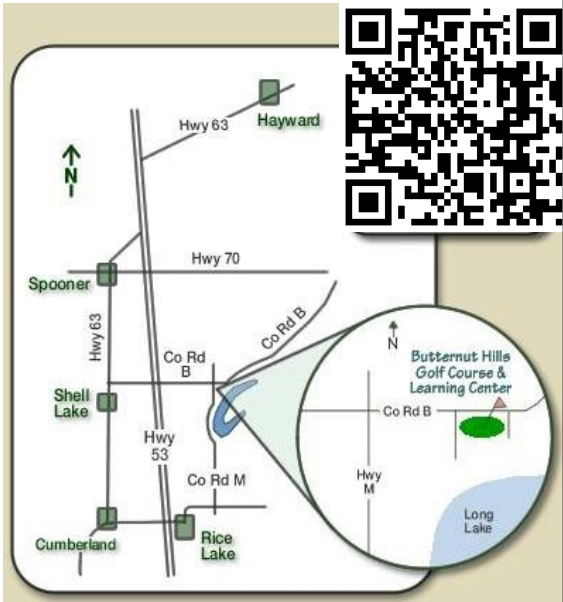 Hwy 63
Hayward
N
Hwy 70
Spooner
Hwy 63
Co Rd B
Co Rd
B
Shell
Lake
Hwy
53
Co Rd M
Cumberland
Rice
Lake
N
Butternut Hills
Golf Course &
Learning Center
Co Rd B
Hwy
M
Long
Lake